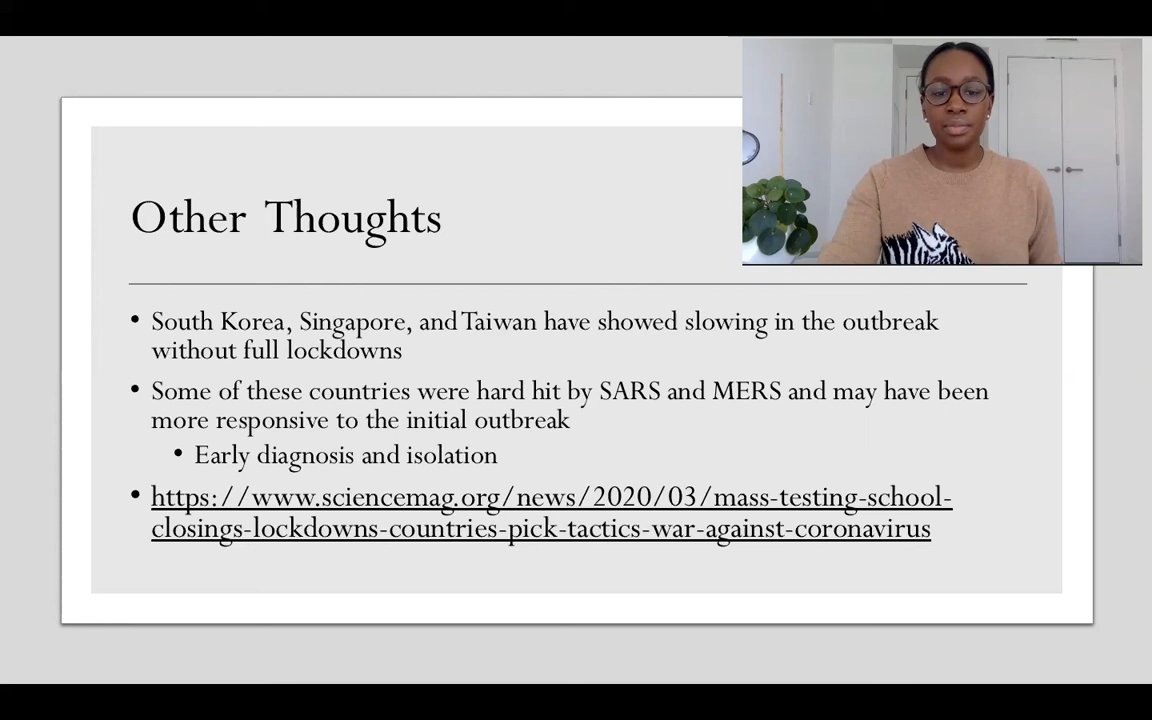 Other Thoughts
• South Korea, Singapore, and Taiwan have showed slowing in the outbreak
without full lockdowns
• Some of these countries were hard hit by SARS and MERS and may have been
more responsive to the initial outbreak
• Early diagnosis and isolation
• https://www.sciencemag.org/news/2020/03/mass-testing-school-
closings-lockdowns-countries-pick-tactics-war-against-coronavirus